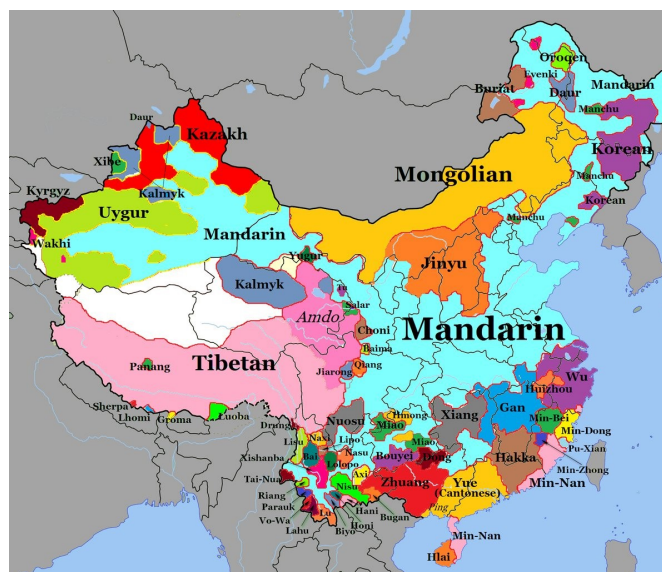 Oroqen
Evenki
Buriat
Daur
Mandarin
Manchu
Daur
Kazakh
Korean
Xibe
Mongolian
Manchu
Kyrgyz
Kalmyk
Korean
Uygur
Manchu
Wakhi
Mandarin
Yugur
Jinyu
Kalmyk
Tu
Salar
Amdo
Choni
Mandarin
Baima
Panang
Tibetan
Qiang
Jiarong
Wu
Huizhou
Sherpa
Lhomi
Groma
Luoba
Nuosu
Hmong
Miao
Xiang
Gan
Min-Bei
Min-Dong
Drung
Lisu
Naxi
Lipo
Miao
Pu-Xian
Xishanba
Bai
Nasu
Lolopo
Bouyei
Dong
Hakka
Min-Zhong
Tai-Nua
Axi
Zhuang
Yue
(Cantonese)
Min-Nan
Riang
Nisu
Parauk
Lu
Hani
Ping
Vo-Wa
Honi
Bugan
Lahu
Biyo
Min-Nan
Hlai